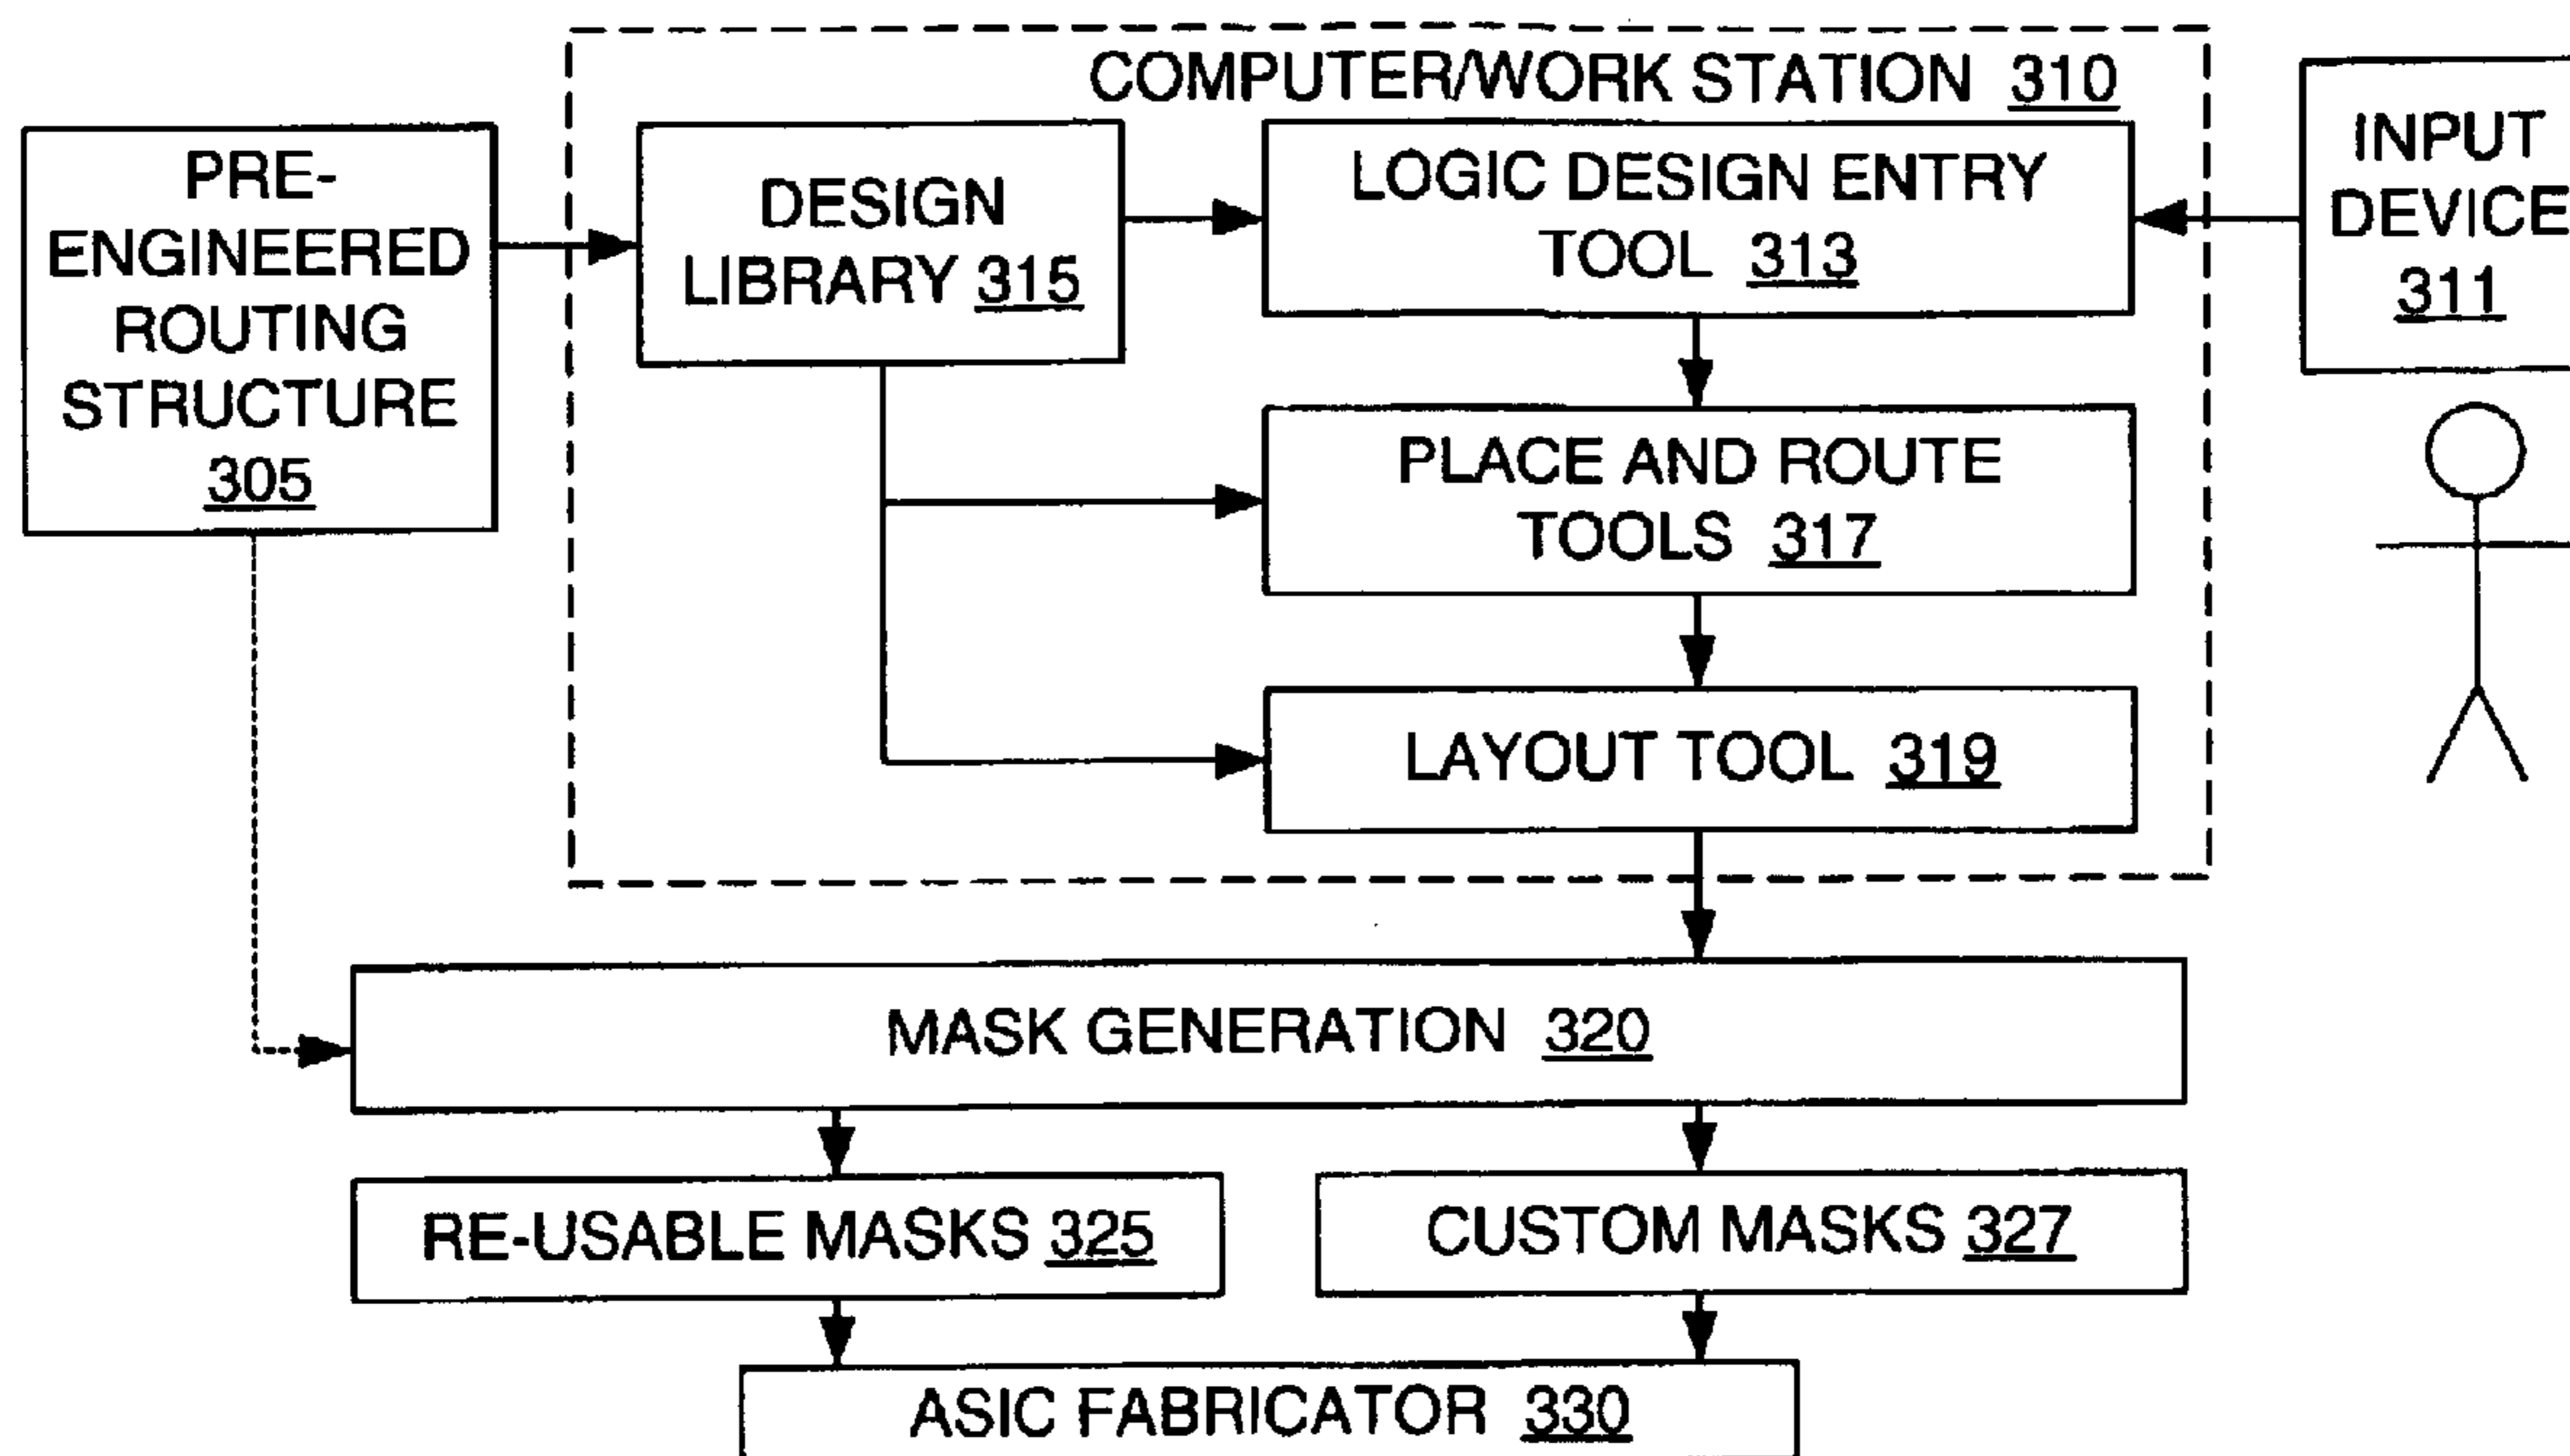 COMPUTER/WORK STATION 310
PRE-
ENGINEERED
ROUTING
STRUCTURE
305
DESIGN
LIBRARY 315
LOGIC DESIGN ENTRY
TOOL 313
INPUT
DEVICE
311
PLACE AND ROUTE
TOOLS 317
LAYOUT TOOL 319
MASK GENERATION 320
RE-USABLE MASKS 325
CUSTOM MASKS 327
ASIC FABRICATOR 330